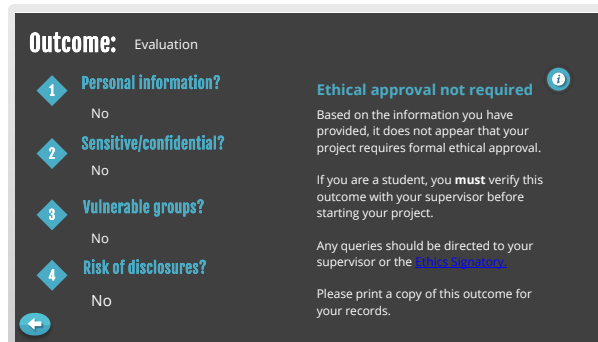 Outcome: Evaluation
1 Personal information?
No
2 Sensitive/confidential?
No
3 Vulnerable groups?
No
4 Risk of disclosures?
No
i
Ethical approval not required
Based on the information you have
provided, it does not appear that your
project requires formal ethical approval.
If you are a student, you must verify this
outcome with your supervisor before
starting your project.
Any queries should be directed to your
supervisor or the Ethics Signatory.
Please print a copy of this outcome for
your records.